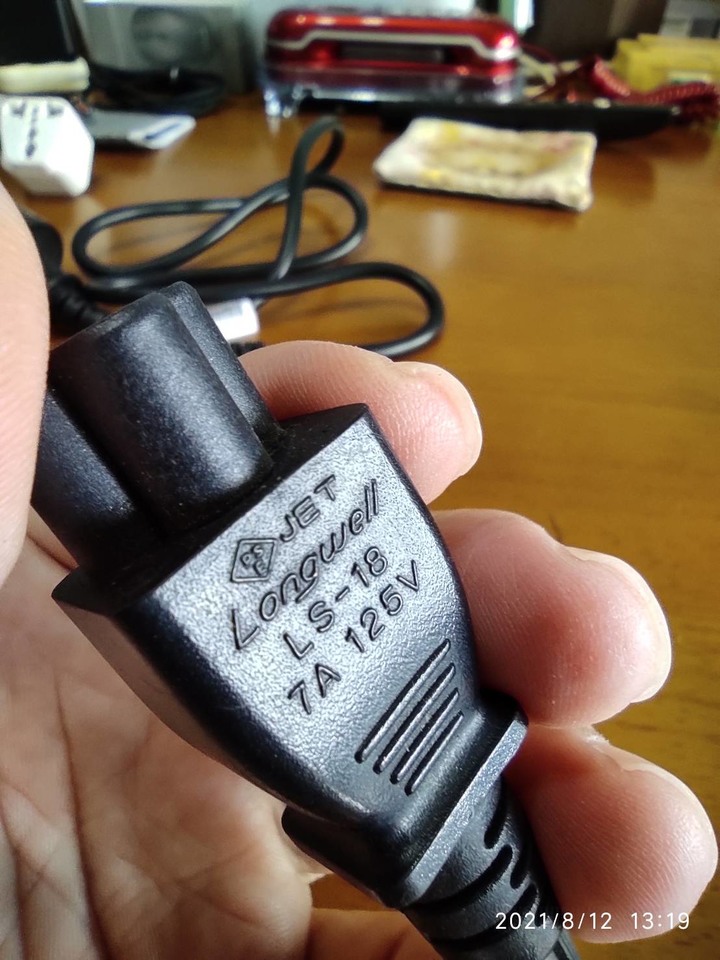 JET
Longwell
LS-18
7A 125V
2021/8/12 13:19